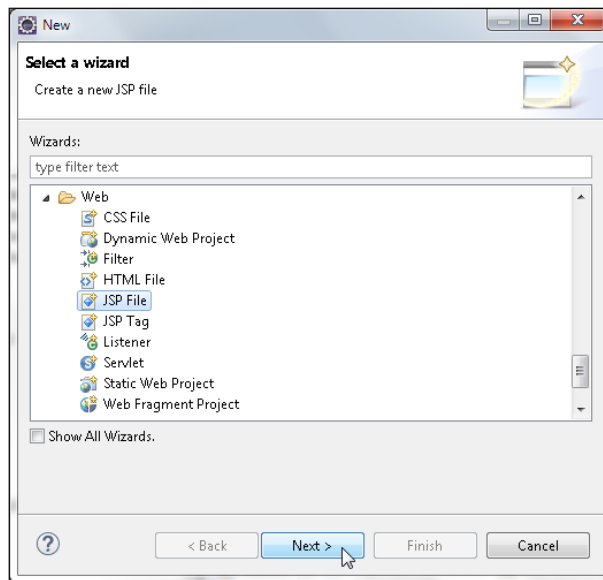 New
Select a wizard
Create a new JSP file
Wizards:
type filter text
Web
CSS File
Dynamic Web Project
Filter
HTML File
JSP File
JSP Tag
Listener
Servlet
Static Web Project
Web Fragment Project
Show All Wizards.
? < Back Next > Finish Cancel